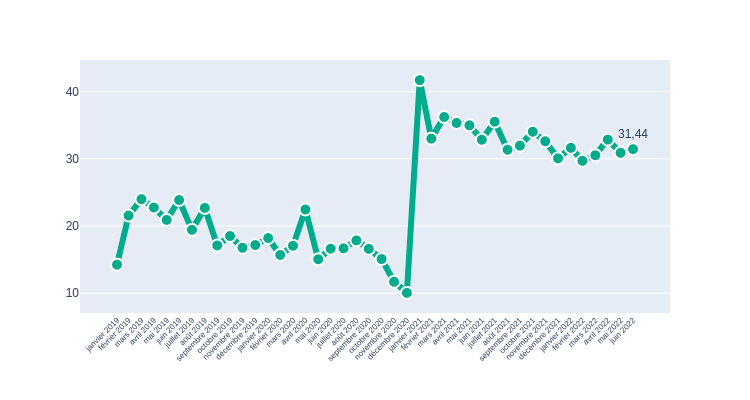 40
30
20
10
31,44
janvier 2019
février 2019
mars 2019
avril 2019
mai 2019
juin 2019
juillet 2019
août 2019
septembre 2019
octobre 2019
novembre 2019
décembre 2019
janvier 2020
février 2020
mars 2020
avril 2020
mai 2020
juin 2020
juillet 2020
août 2020
septembre 2020
octobre 2020
novembre 2020
décembre 2020
janvier 2021
février 2021
mars 2021
avril 2021
mai 2021
juin 2021
juillet 2021
août 2021
septembre 2021
octobre 2021
novembre 2021
décembre 2021
janvier 2022
février 2022
mars 2022
avril 2022
mai 2022
juin 2022